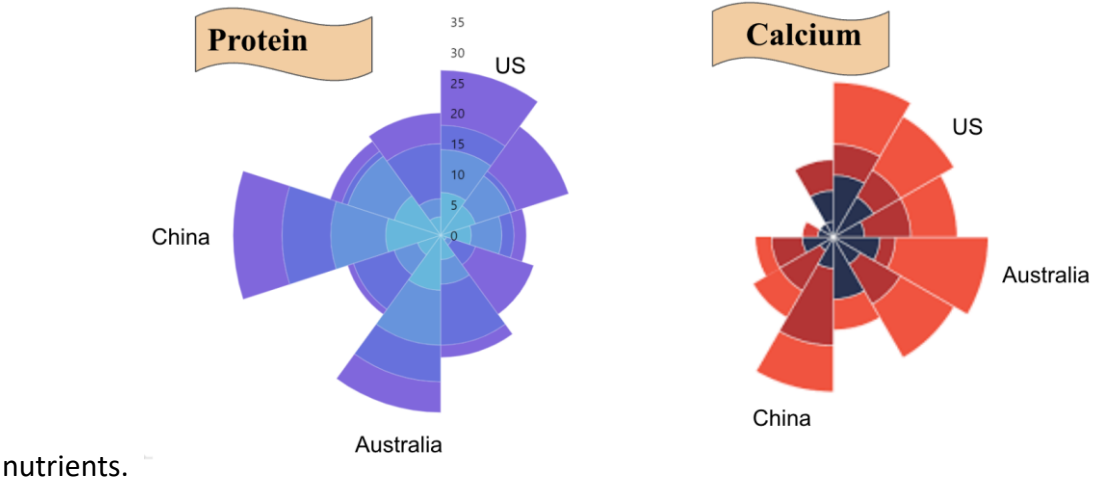 Protein
Calcium
35
30
US
25
20
15
10
5
0
US
China
Australia
China
Australia
nutrients.